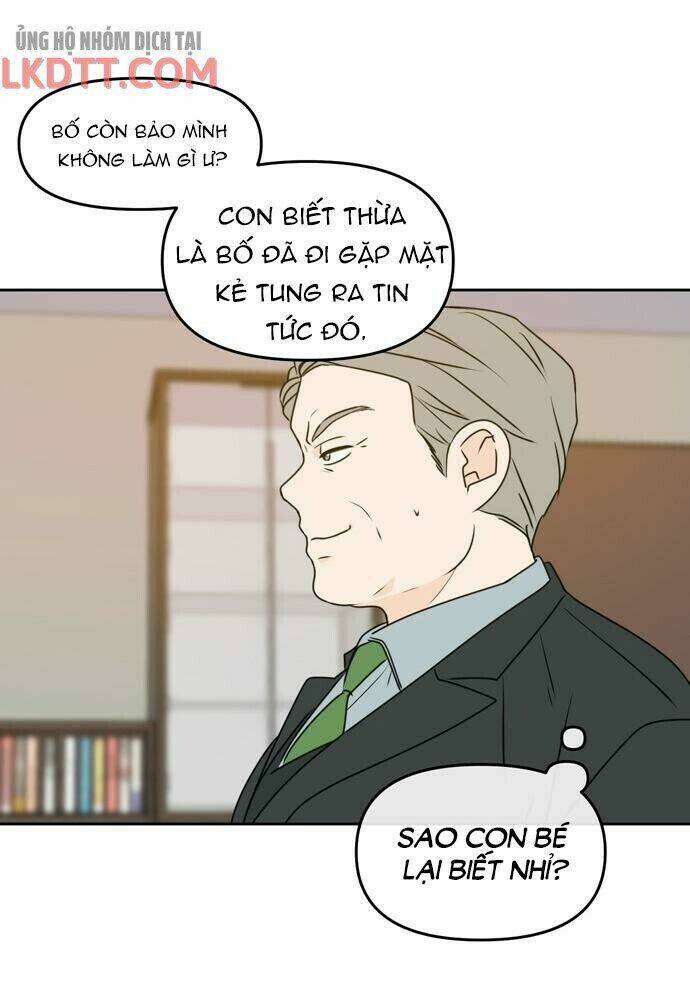 ỦNG HỘ NHÓM DỊCH TẠI
LKDTT.COM
BỐ CÒN BẢO MÌNH
KHÔNG LÀM GÌ Ư?
CON BIẾT THỪA
LÀ BỐ ĐÃ ĐI GẶP MẶT
KẺ TUNG RA TIN
TỨC ĐÓ.
SAO CON BÉ
LẠI BIẾT NHỈ?